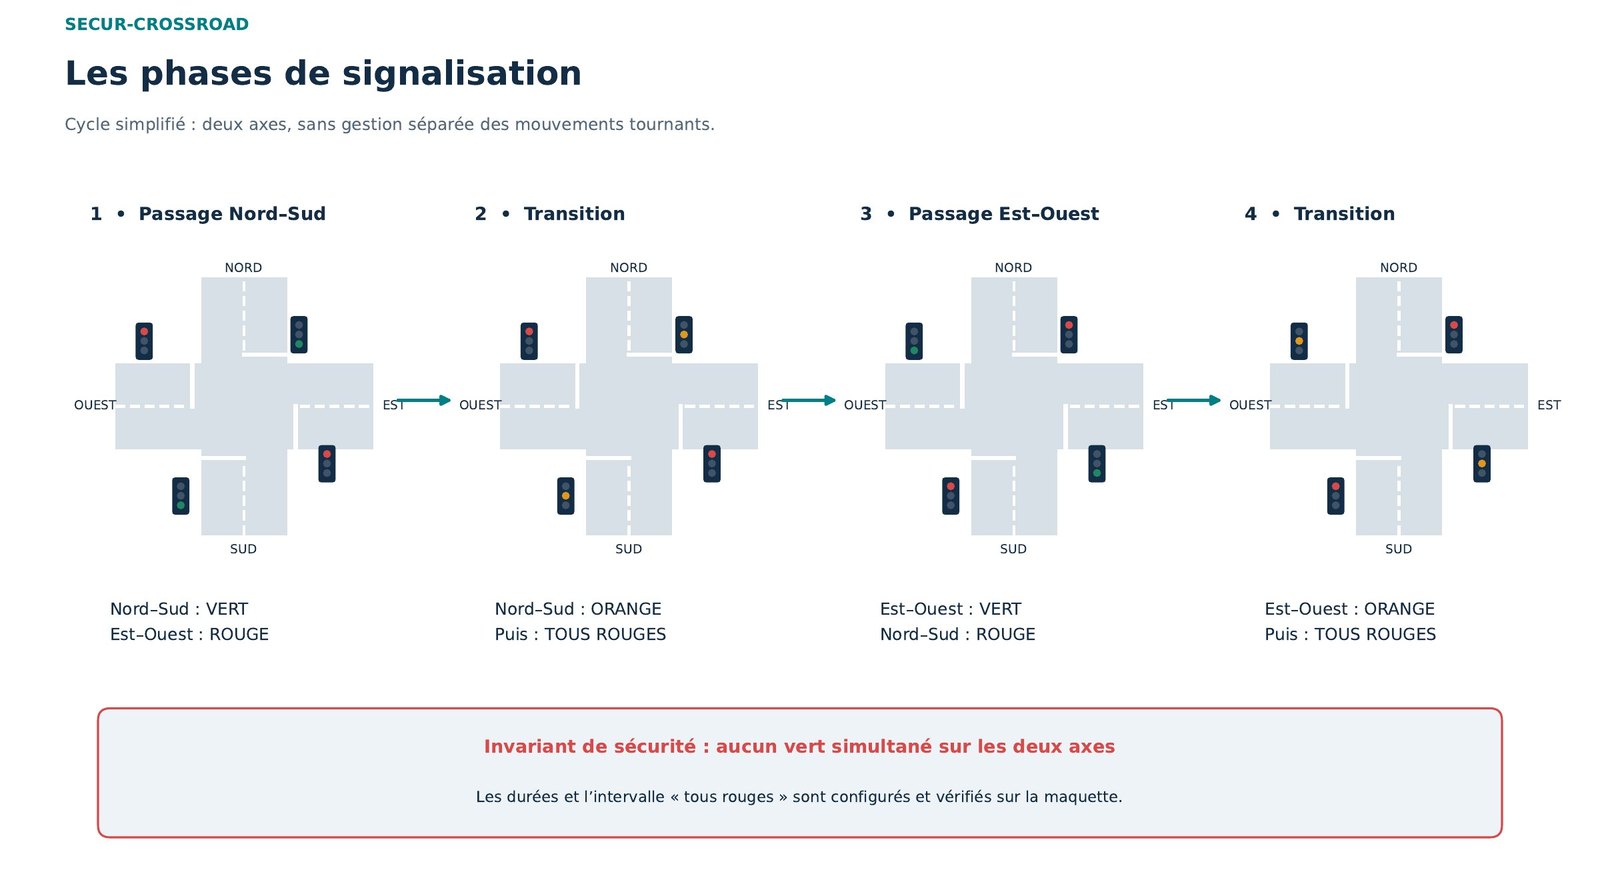 SECUR-CROSSROAD
Les phases de signalisation
Cycle simplifié : deux axes, sans gestion séparée des mouvements tournants.
1 • Passage Nord–Sud
NORD
OUEST
EST
SUD
Nord–Sud : VERT
Est–Ouest : ROUGE
2 • Transition
NORD
OUEST
EST
SUD
Nord–Sud : ORANGE
Puis : TOUS ROUGES
3 • Passage Est–Ouest
NORD
OUEST
EST
SUD
Est–Ouest : VERT
Nord–Sud : ROUGE
4 • Transition
NORD
OUEST
EST
SUD
Est–Ouest : ORANGE
Puis : TOUS ROUGES
Invariant de sécurité : aucun vert simultané sur les deux axes
Les durées et l’intervalle « tous rouges » sont configurés et vérifiés sur la maquette.